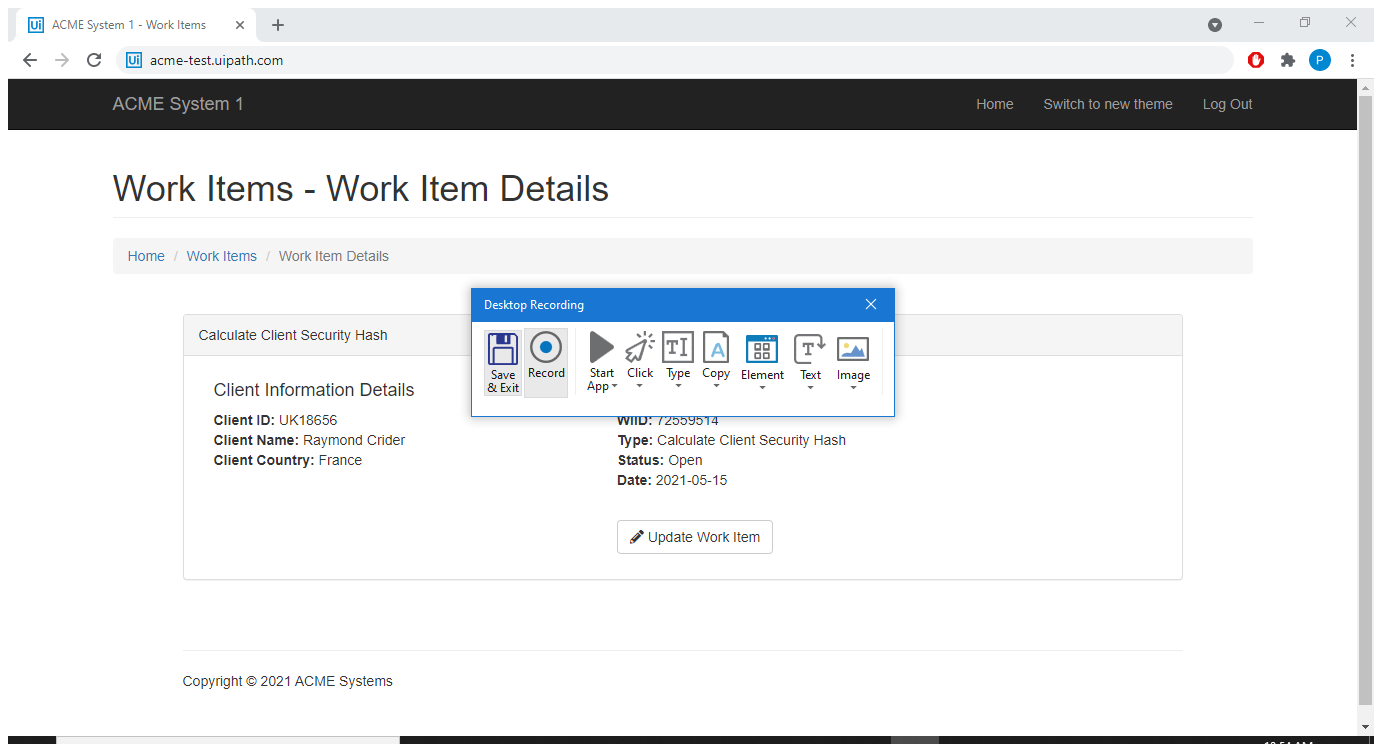 Ui ACME System 1 - Work Items
Ui acme-test.uipath.com
P
ACME System 1 Home Switch to new theme Log Out
Work Items - Work Item Details
Home / Work Items / Work Item Details
Desktop Recording
Save & Exit
Record
Start App
Click
Type
Copy
Element
Text
Image
Calculate Client Security Hash
Client Information Details
Client ID: UK18656
Client Name: Raymond Crider
Client Country: France
WIID: 72559514
Type: Calculate Client Security Hash
Status: Open
Date: 2021-05-15
Update Work Item
Copyright © 2021 ACME Systems